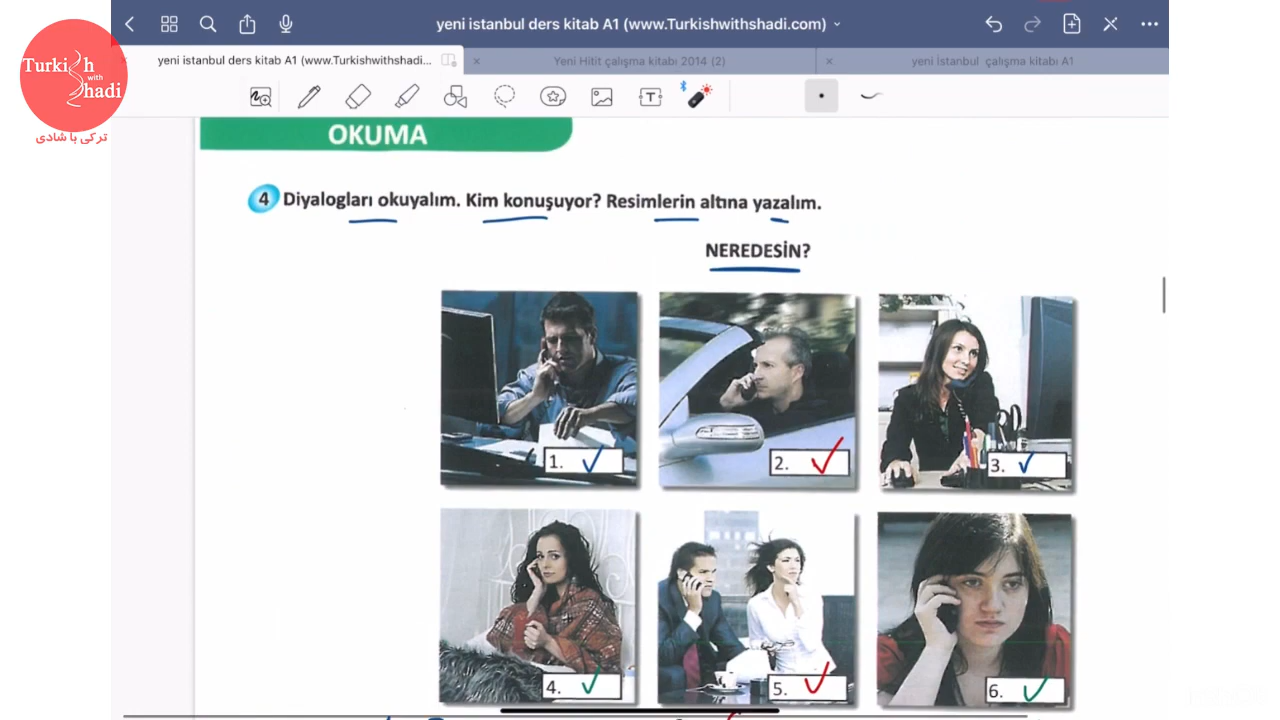 yeni istanbul ders kitab A1 (www.Turkishwithshadi.com)
Turkish
with
Shadi
ترکی با شادی
yeni istanbul ders kitab A1 (www.Turkishwithshadi...
Yeni Hitit çalışma kitabı 2014 (2)
yeni İstanbul çalışma kitabı A1
OKUMA
4 Diyalogları okuyalım. Kim konuşuyor? Resimlerin altına yazalım.
NEREDESİN?
1.
2.
3.
4.
5.
6.